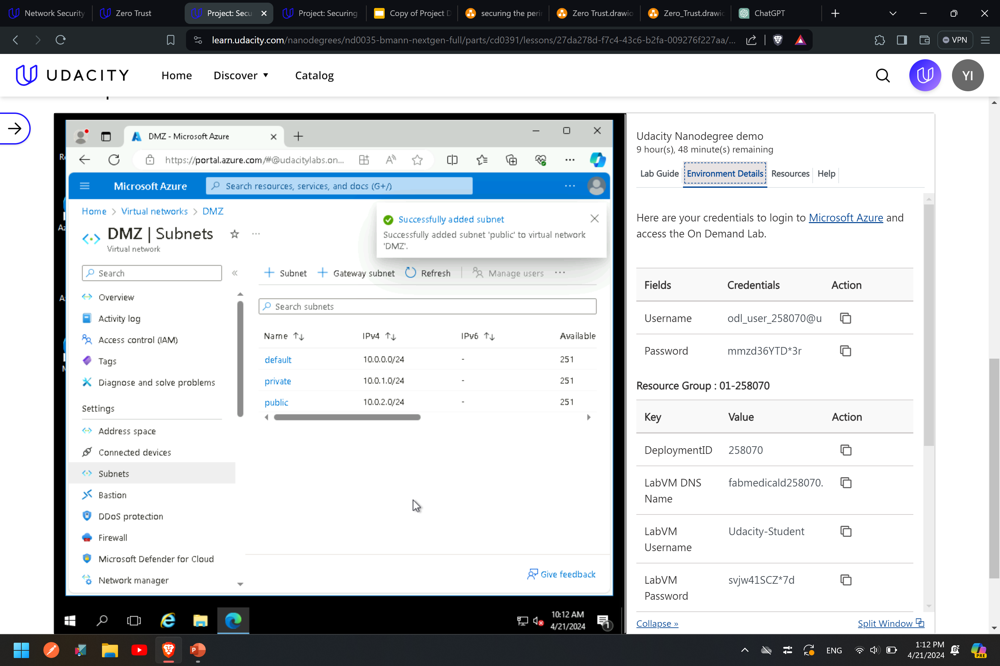 Network Security
Zero Trust
Project: Secu
Project: Securing
Copy of Project D
securing the peri
Zero Trust.drawio
Zero_Trust.drawio
ChatGPT
learn.udacity.com/nanodegrees/nd0035-bmann-nextgen-full/parts/cd0391/lessons/27da278d-f7c4-43c6-b2fa-009276f227aa/...
VPN
UDACITY
Home
Discover
Catalog
YI
DMZ - Microsoft Azure
https://portal.azure.com/#@udacitylabs.on...
Microsoft Azure
Search resources, services, and docs (G+/)
Home > Virtual networks > DMZ
DMZ | Subnets
Virtual network
Successfully added subnet
Successfully added subnet 'public' to virtual network
'DMZ'.
Search
Subnet
Gateway subnet
Refresh
Manage users
Overview
Activity log
Access control (IAM)
Tags
Diagnose and solve problems
Settings
Address space
Connected devices
Subnets
Bastion
DDoS protection
Firewall
Microsoft Defender for Cloud
Network manager
Search subnets
Name IPv4 IPv6 Available
default 10.0.0.0/24 - 251
private 10.0.1.0/24 - 251
public 10.0.2.0/24 - 251
Give feedback
10:12 AM
4/21/2024
1
Udacity Nanodegree demo
9 hour(s), 48 minute(s) remaining
Lab Guide
Environment Details
Resources
Help
Here are your credentials to login to Microsoft Azure and
access the On Demand Lab.
Fields Credentials Action
Username odl_user_258070@u
Password mmzd36YTD*3r
Resource Group : 01-258070
Key Value Action
DeploymentID 258070
LabVM DNS fabmedicald258070.
Name
LabVM Udacity-Student
Username
LabVM svjw41SCZ*7d
Password
Collapse »
Split Window
ENG
1:12 PM
4/21/2024
PRE